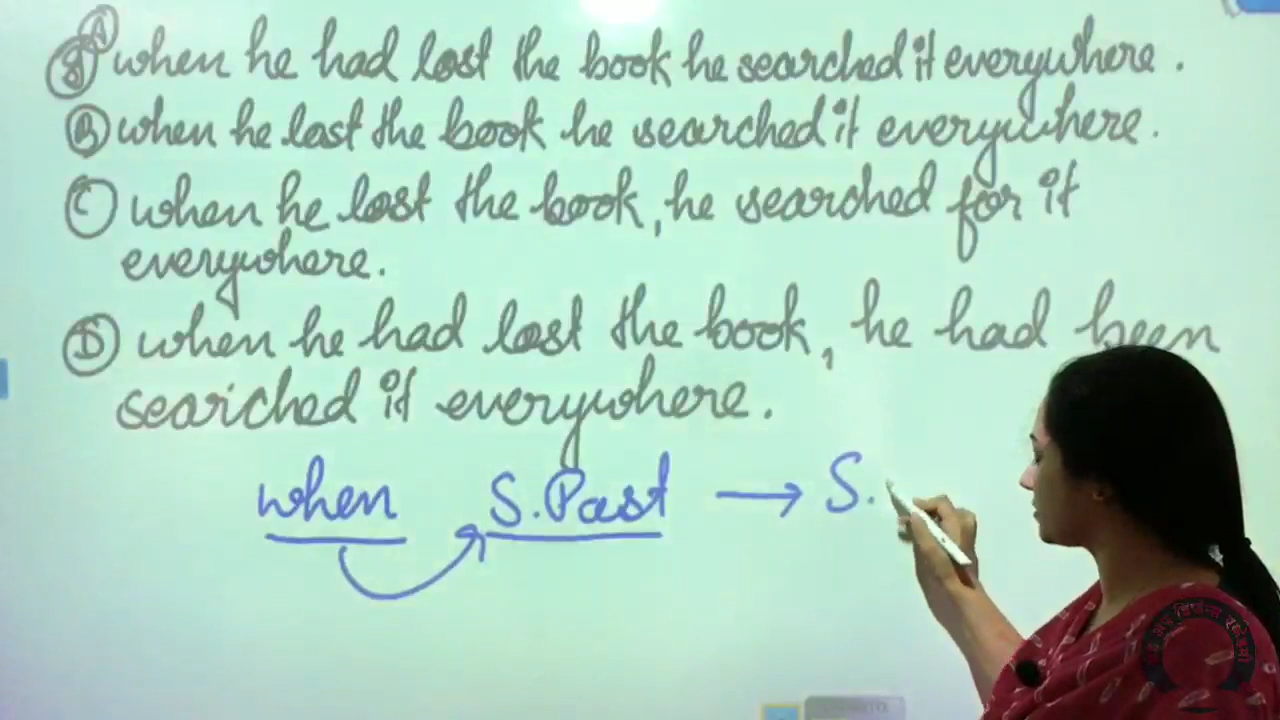 Ⓐ when he had lost the book he searched it everywhere.
Ⓑ when he lost the book he searched it everywhere.
Ⓒ when he lost the book, he searched for it
everywhere.
Ⓓ when he had lost the book, he had been
searched it everywhere.
when S. Past → S.